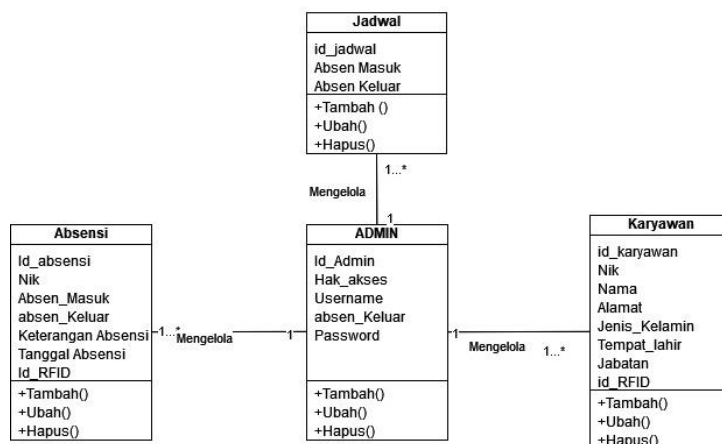 Jadwal
id_jadwal
Absen Masuk
Absen Keluar
+Tambah ()
+Ubah()
+Hapus()
1...*
Mengelola
1
Absensi
Id_absensi
Nik
Absen_Masuk
absen_Keluar
Keterangan Absensi
Tanggal Absensi
Id_RFID
+Tambah()
+Ubah()
+Hapus()
1...*
Mengelola
1
ADMIN
Id_Admin
Hak_akses
Username
absen_Keluar
Password
+Tambah()
+Ubah()
+Hapus()
1
Mengelola
1...*
Karyawan
id_karyawan
Nik
Nama
Alamat
Jenis_Kelamin
Tempat_lahir
Jabatan
id_RFID
+Tambah()
+Ubah()
+Hapus()